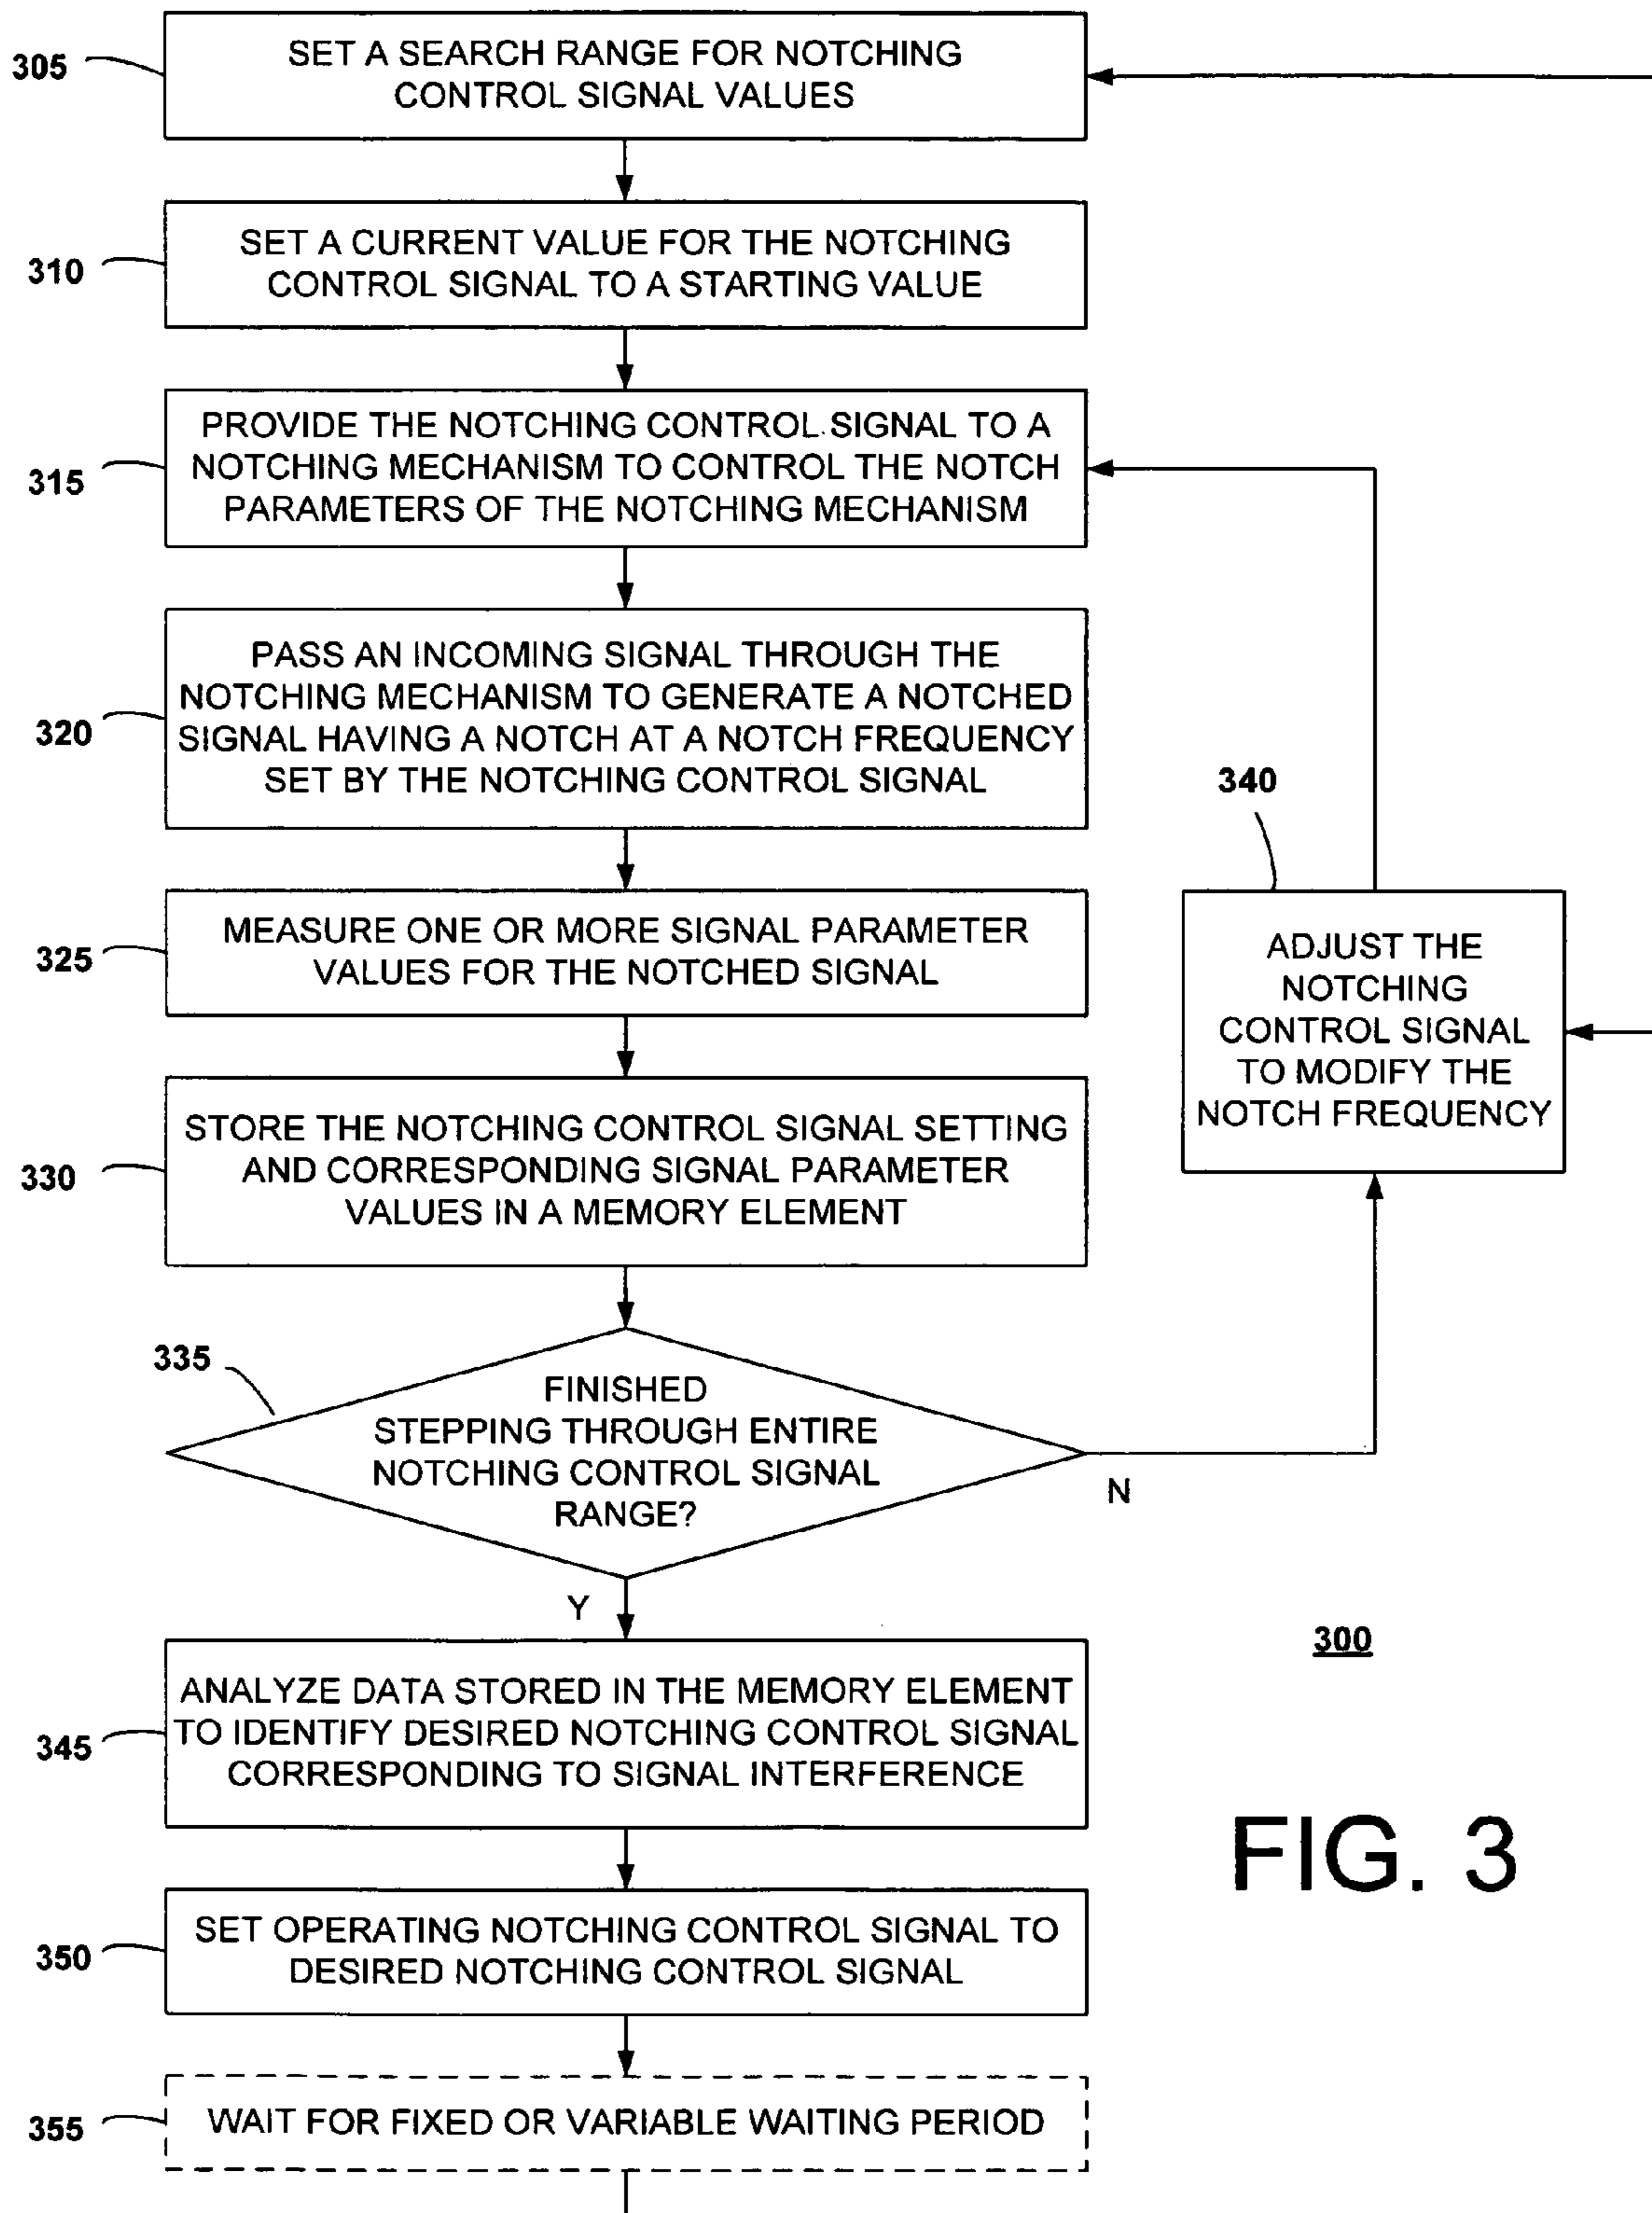 305
SET A SEARCH RANGE FOR NOTCHING
CONTROL SIGNAL VALUES
310
SET A CURRENT VALUE FOR THE NOTCHING
CONTROL SIGNAL TO A STARTING VALUE
315
PROVIDE THE NOTCHING CONTROL SIGNAL TO A
NOTCHING MECHANISM TO CONTROL THE NOTCH
PARAMETERS OF THE NOTCHING MECHANISM
320
PASS AN INCOMING SIGNAL THROUGH THE
NOTCHING MECHANISM TO GENERATE A NOTCHED
SIGNAL HAVING A NOTCH AT A NOTCH FREQUENCY
SET BY THE NOTCHING CONTROL SIGNAL
325
MEASURE ONE OR MORE SIGNAL PARAMETER
VALUES FOR THE NOTCHED SIGNAL
330
STORE THE NOTCHING CONTROL SIGNAL SETTING
AND CORRESPONDING SIGNAL PARAMETER
VALUES IN A MEMORY ELEMENT
335
FINISHED
STEPPING THROUGH ENTIRE
NOTCHING CONTROL SIGNAL
RANGE?
N
Y
340
ADJUST THE
NOTCHING
CONTROL SIGNAL
TO MODIFY THE
NOTCH FREQUENCY
345
ANALYZE DATA STORED IN THE MEMORY ELEMENT
TO IDENTIFY DESIRED NOTCHING CONTROL SIGNAL
CORRESPONDING TO SIGNAL INTERFERENCE
350
SET OPERATING NOTCHING CONTROL SIGNAL TO
DESIRED NOTCHING CONTROL SIGNAL
355
WAIT FOR FIXED OR VARIABLE WAITING PERIOD
300
FIG. 3